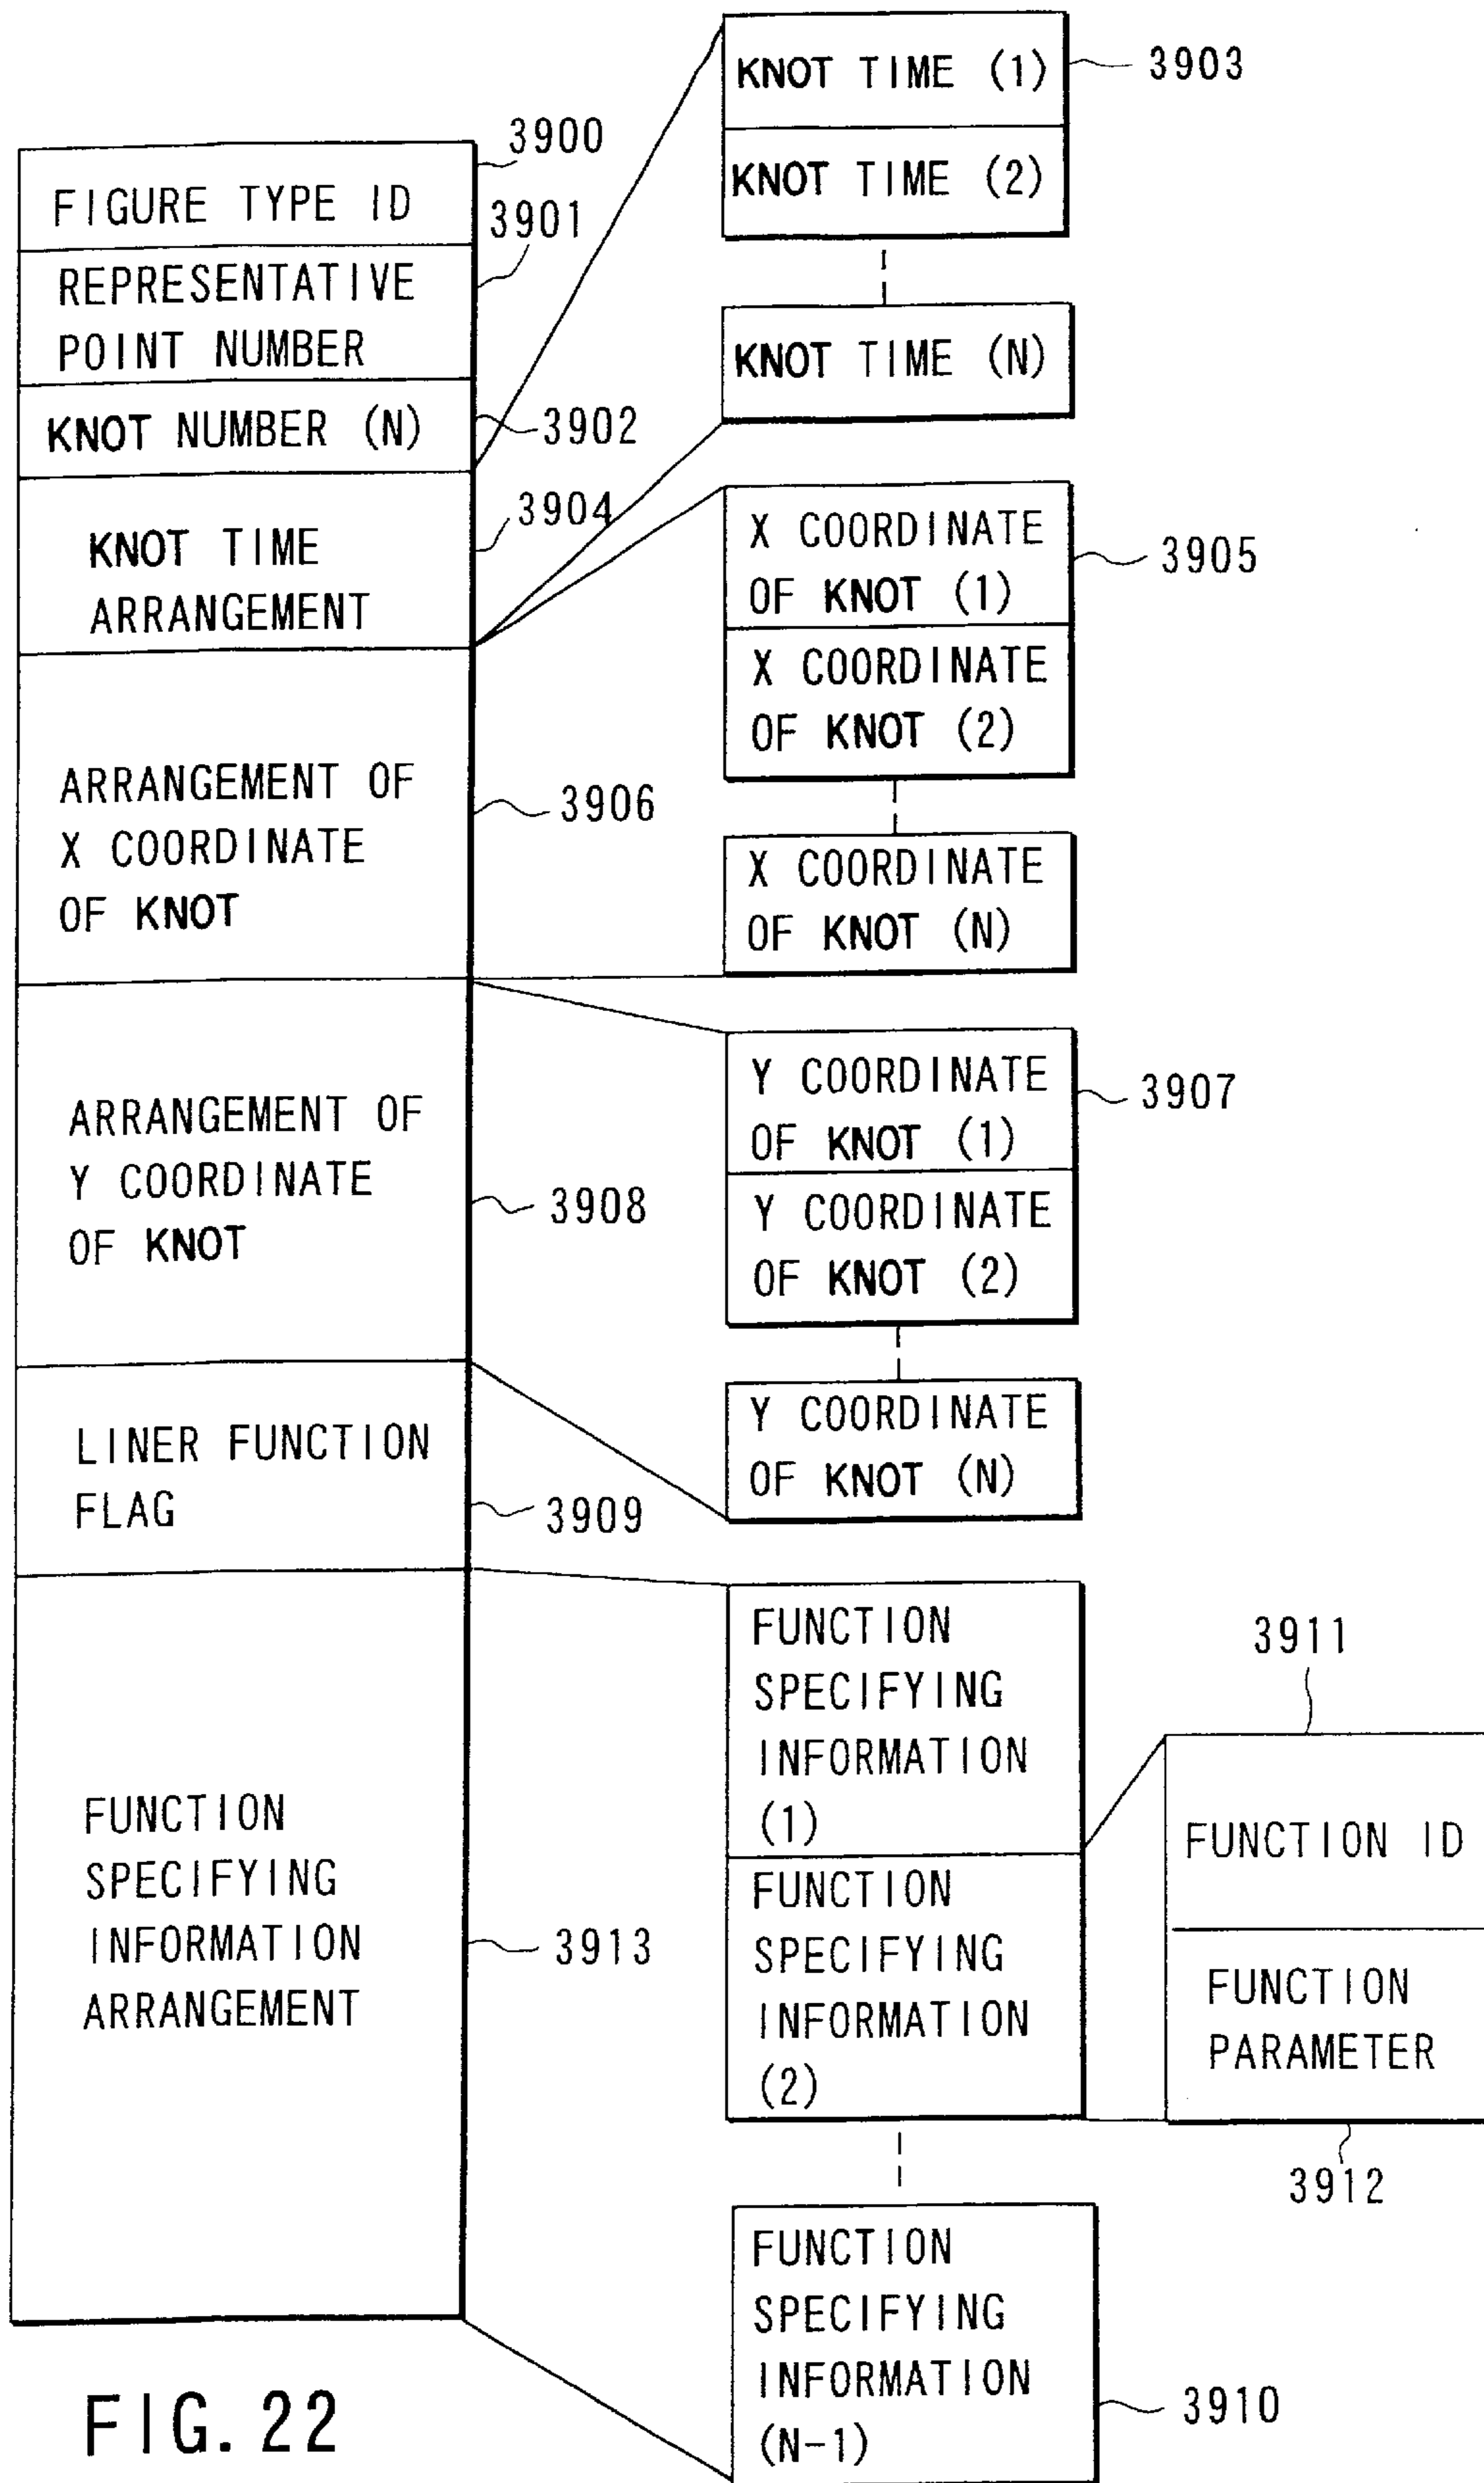 3900
FIGURE TYPE ID
3901
REPRESENTATIVE
POINT NUMBER
KNOT NUMBER (N)
3902
KNOT TIME
ARRANGEMENT
3904
ARRANGEMENT OF
X COORDINATE
OF KNOT
3906
ARRANGEMENT OF
Y COORDINATE
OF KNOT
3908
LINER FUNCTION
FLAG
3909
FUNCTION
SPECIFYING
INFORMATION
ARRANGEMENT
3913
KNOT TIME (1)
3903
KNOT TIME (2)
KNOT TIME (N)
X COORDINATE
OF KNOT (1)
3905
X COORDINATE
OF KNOT (2)
X COORDINATE
OF KNOT (N)
Y COORDINATE
OF KNOT (1)
3907
Y COORDINATE
OF KNOT (2)
Y COORDINATE
OF KNOT (N)
FUNCTION
SPECIFYING
INFORMATION
(1)
FUNCTION
SPECIFYING
INFORMATION
(2)
3911
FUNCTION ID
FUNCTION
PARAMETER
3912
FUNCTION
SPECIFYING
INFORMATION
(N-1)
3910
FIG. 22